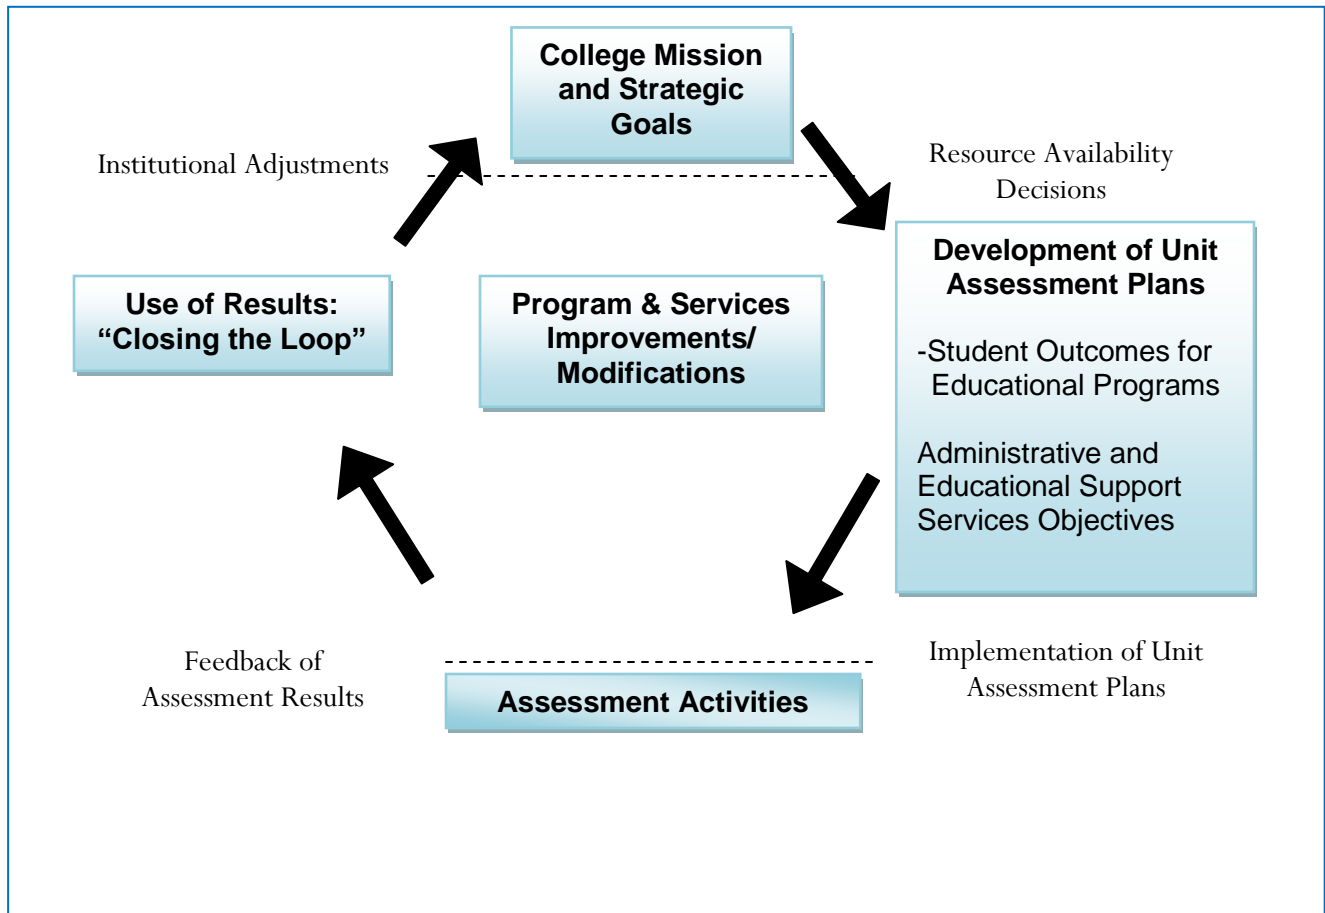 College Mission
and Strategic
Goals
Institutional Adjustments
Resource Availability
Decisions
Development of Unit
Assessment Plans
-Student Outcomes for
Educational Programs
Administrative and
Educational Support
Services Objectives
Use of Results:
“Closing the Loop”
Program & Services
Improvements/
Modifications
Feedback of
Assessment Results
Assessment Activities
Implementation of Unit
Assessment Plans